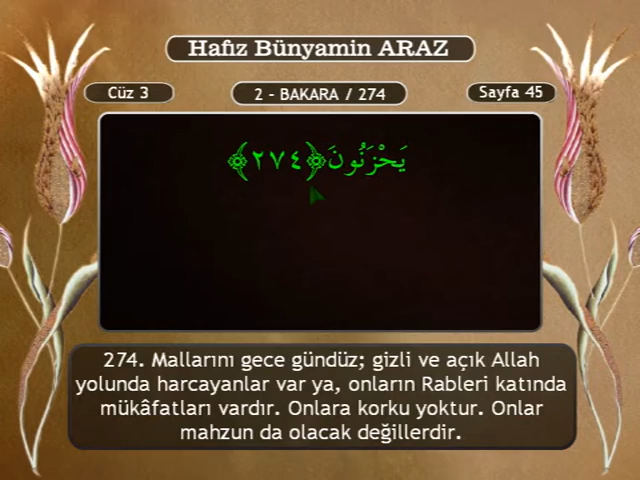 Hafız Bünyamin ARAZ
Cüz 3
2 - BAKARA / 274
Sayfa 45
يَحْزَنُونَ﴿٢٧٤﴾
274. Mallarını gece gündüz; gizli ve açık Allah
yolunda harcayanlar var ya, onların Rableri katında
mükâfatları vardır. Onlara korku yoktur. Onlar
mahzun da olacak değillerdir.